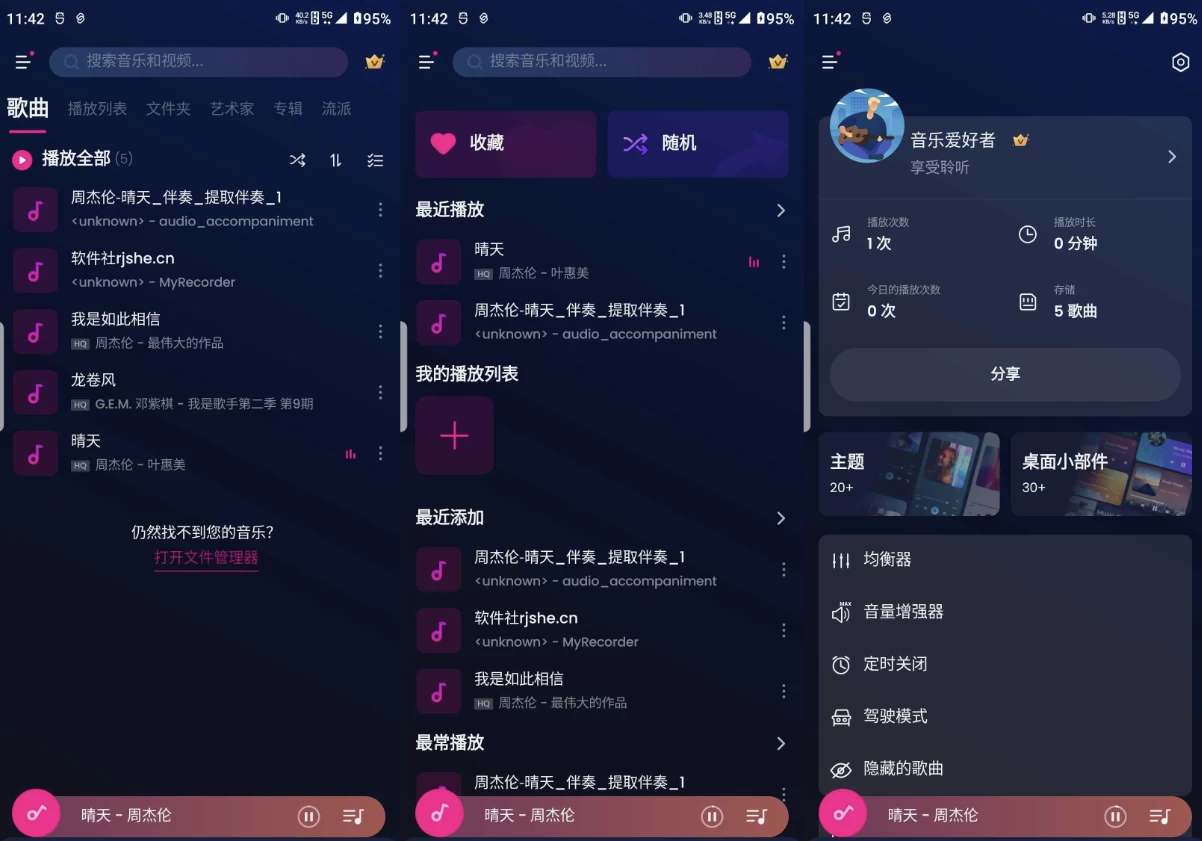 11:42
40.2 KB/s 5G 95%
搜索音乐和视频...
歌曲 播放列表 文件夹 艺术家 专辑 流派
播放全部 (5)
周杰伦-晴天_伴奏_提取伴奏_1
<unknown> - audio_accompaniment
软件社rjshe.cn
<unknown> - MyRecorder
我是如此相信
HQ 周杰伦 - 最伟大的作品
龙卷风
HQ G.E.M. 邓紫棋 - 我是歌手第二季 第9期
晴天
HQ 周杰伦 - 叶惠美
仍然找不到您的音乐?
打开文件管理器
晴天 - 周杰伦
11:42
3.48 KB/s 5G 95%
搜索音乐和视频...
收藏 随机
最近播放
晴天
HQ 周杰伦 - 叶惠美
周杰伦-晴天_伴奏_提取伴奏_1
<unknown> - audio_accompaniment
我的播放列表
最近添加
周杰伦-晴天_伴奏_提取伴奏_1
<unknown> - audio_accompaniment
软件社rjshe.cn
<unknown> - MyRecorder
我是如此相信
HQ 周杰伦 - 最伟大的作品
最常播放
周杰伦-晴天_伴奏_提取伴奏_1
晴天 - 周杰伦
11:42
5.28 KB/s 5G 95%
音乐爱好者
享受聆听
播放次数
1 次
播放时长
0 分钟
今日的播放次数
0 次
存储
5 歌曲
分享
主题
20+
桌面小部件
30+
均衡器
MAX
音量增强器
定时关闭
驾驶模式
隐藏的歌曲
晴天 - 周杰伦